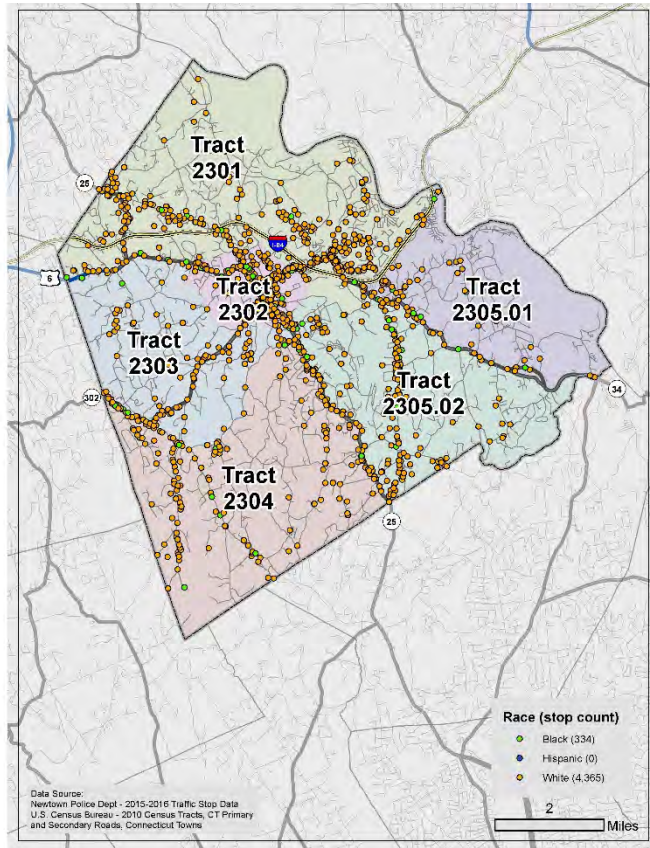 Tract
2301
25
I-84
6
Tract
2302
Tract
2305.01
Tract
2303
Tract
2305.02
34
302
Tract
2304
25
Race (stop count)
Black (334)
Hispanic (0)
White (4,365)
Data Source:
Newtown Police Dept - 2015-2016 Traffic Stop Data
U.S. Census Bureau - 2010 Census Tracts, CT Primary
and Secondary Roads, Connecticut Towns
2
Miles